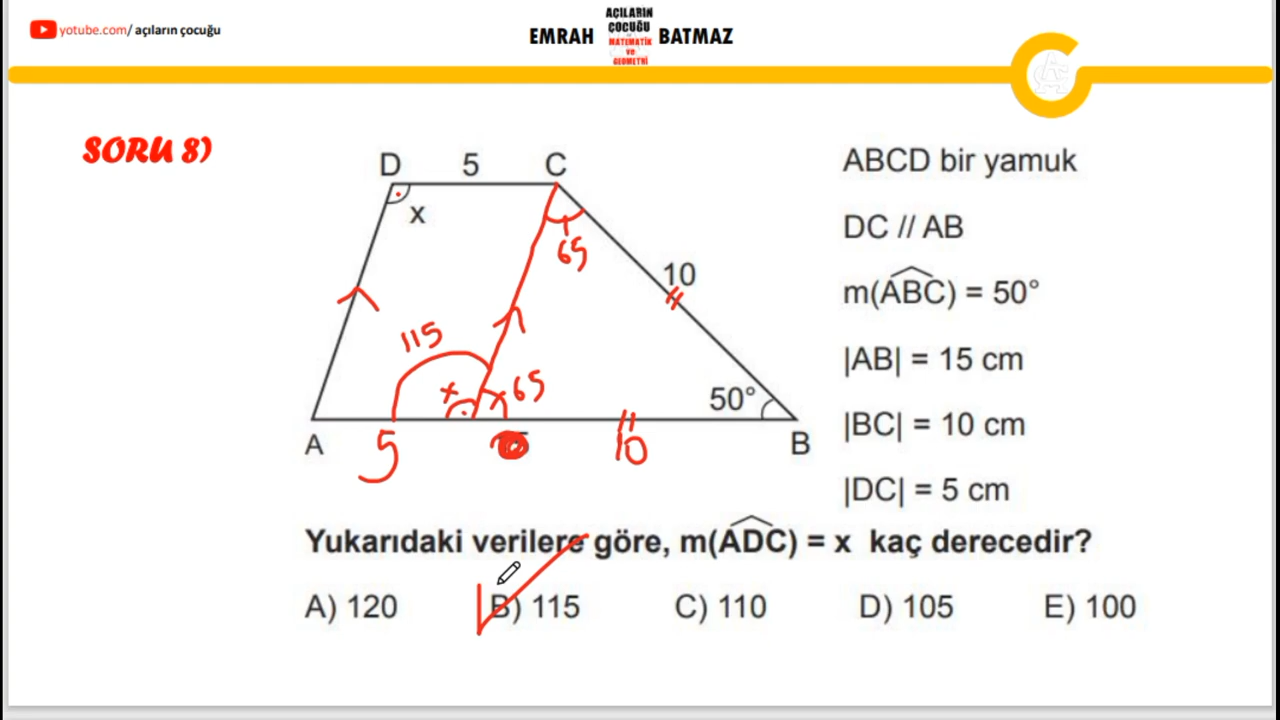 yotube.com/ açıların çocuğu
EMRAH
AÇILARIN
ÇOCUĞU
MATEMATİK
ve
GEOMETRİ
BATMAZ
SORU 8)
D 5 C
x
65
10
115
x
65
50°
A
5
10
B
ABCD bir yamuk
DC // AB
m(ABC) = 50°
|AB| = 15 cm
|BC| = 10 cm
|DC| = 5 cm
Yukarıdaki verilere göre, m(ADC) = x kaç derecedir?
A) 120 B) 115 C) 110 D) 105 E) 100